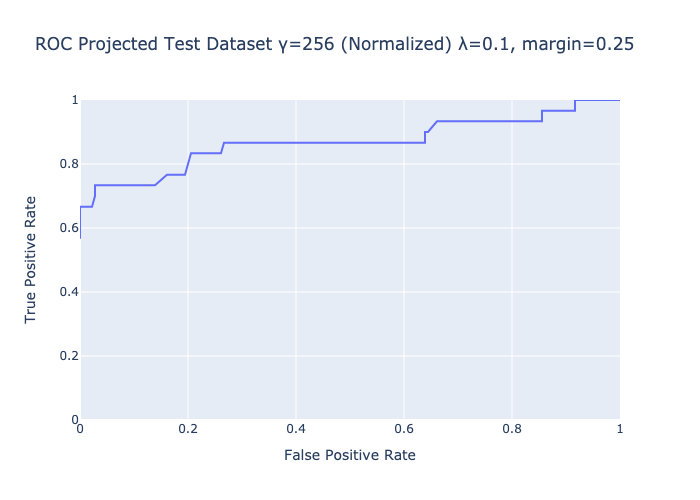 ROC Projected Test Dataset γ=256 (Normalized) λ=0.1, margin=0.25
1
0.8
0.6
0.4
0.2
0
0 0.2 0.4 0.6 0.8 1
True Positive Rate
False Positive Rate